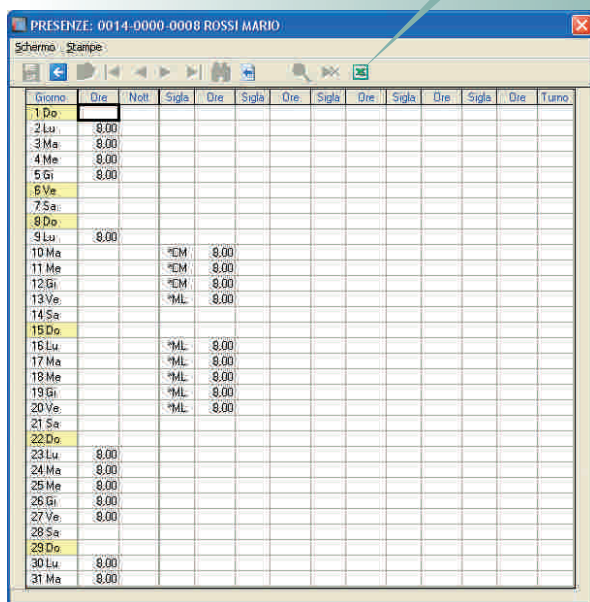 PRESENZE: 0014-0000-0008 ROSSI MARIO
Schermo Stampe
Giorno Ore Nott Sigla Ore Sigla Ore Sigla Ore Sigla Ore Sigla Ore Turno
1 Do
2 Lu 8.00
3 Ma 8.00
4 Me 8.00
5 Gi 8.00
6 Ve
7 Sa
8 Do
9 Lu 8.00
10 Ma *CM 8.00
11 Me *CM 8.00
12 Gi *CM 8.00
13 Ve *ML 8.00
14 Sa
15 Do
16 Lu *ML 8.00
17 Ma *ML 8.00
18 Me *ML 8.00
19 Gi *ML 8.00
20 Ve *ML 8.00
21 Sa
22 Do
23 Lu 8.00
24 Ma 8.00
25 Me 8.00
26 Gi 8.00
27 Ve 8.00
28 Sa
29 Do
30 Lu 8.00
31 Ma 8.00